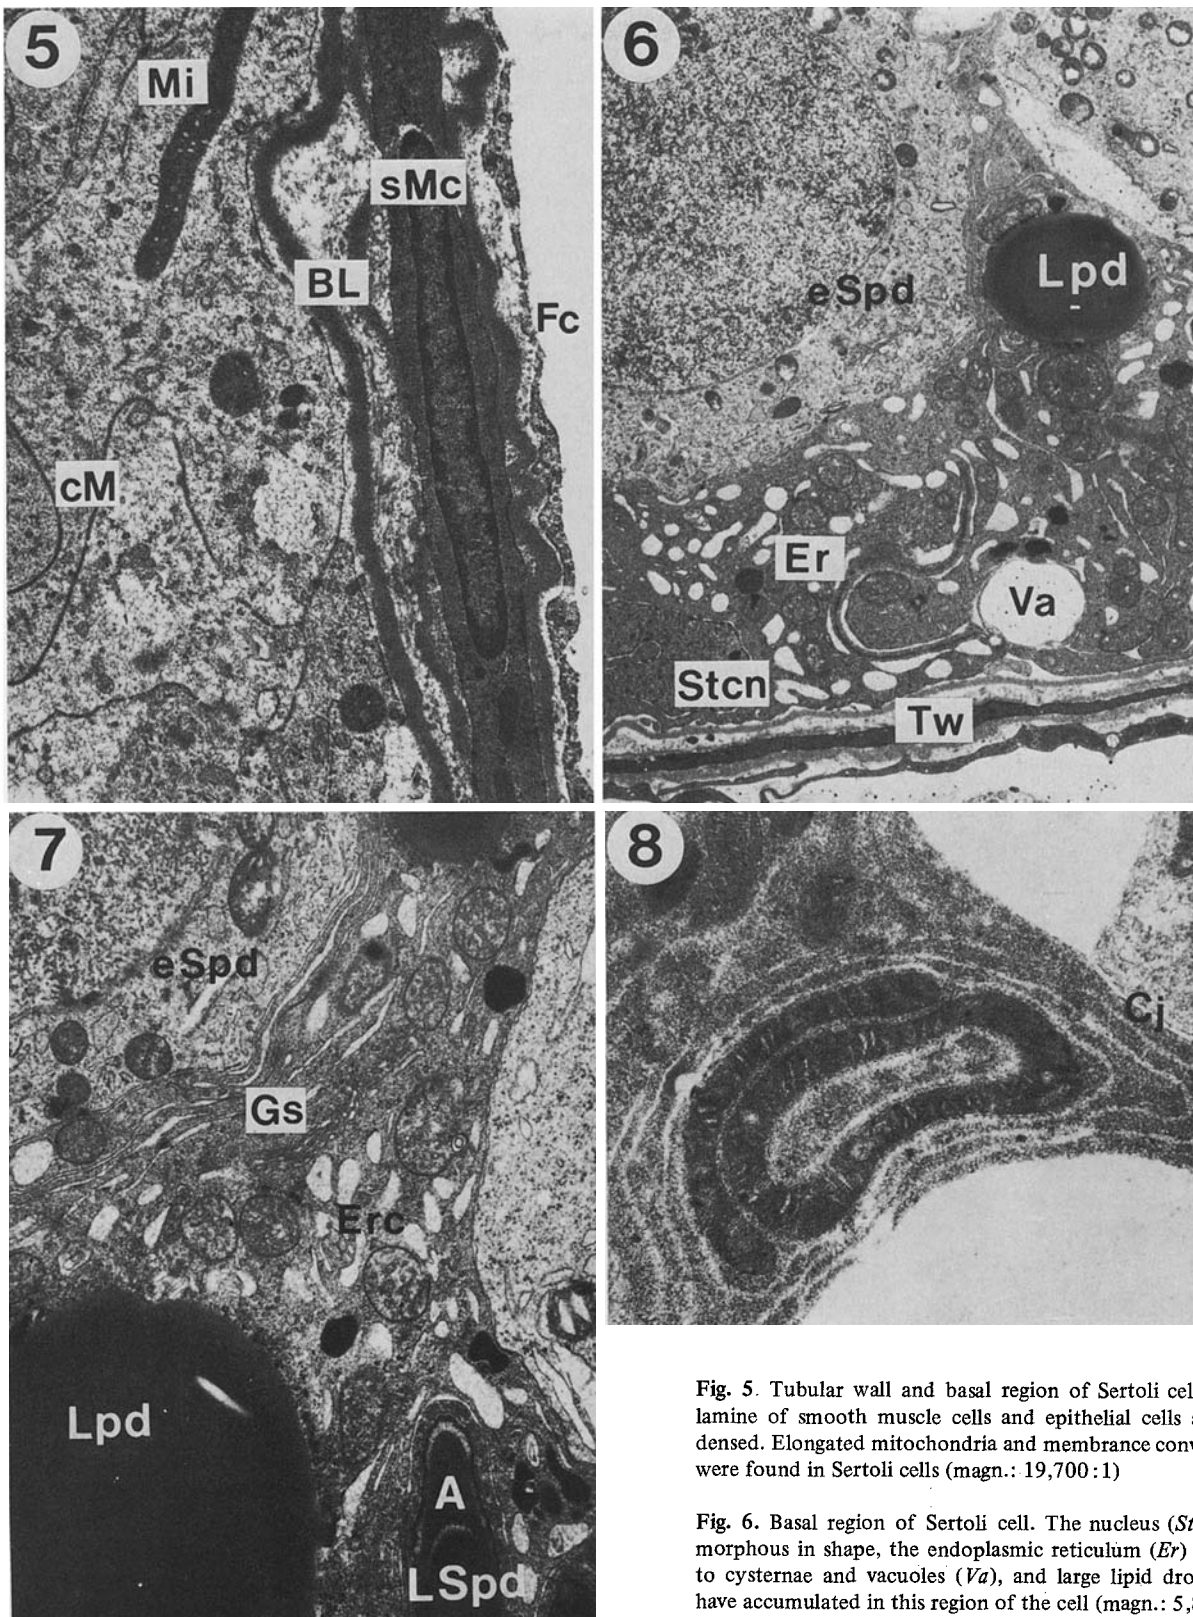 5
Mi
sMc
BL
Fc
cM
6
eSpd
Lpd
Er
Va
Stcn
Tw
7
eSpd
Gs
Erc
Lpd
A
LSpd
8
Cj
Fig. 5. Tubular wall and basal region of Sertoli cel
lamine of smooth muscle cells and epithelial cells
densed. Elongated mitochondria and membrance conv
were found in Sertoli cells (magn.: 19,700:1)
Fig. 6. Basal region of Sertoli cell. The nucleus (St
morphous in shape, the endoplasmic reticulum (Er)
to cysternae and vacuoles (Va), and large lipid dro
have accumulated in this region of the cell (magn.: 5,